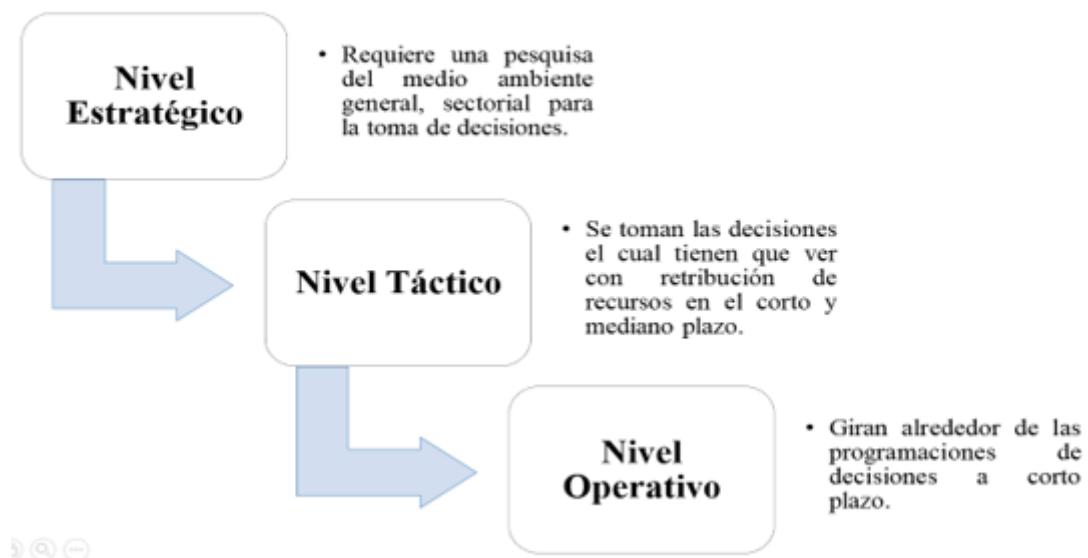 Nivel
Estratégico
• Requiere una pesquisa
del medio ambiente
general, sectorial para
la toma de decisiones.
Nivel Táctico
• Se toman las decisiones
el cual tienen que ver
con retribución de
recursos en el corto y
mediano plazo.
Nivel
Operativo
• Giran alrededor de las
programaciones de
decisiones a corto
plazo.